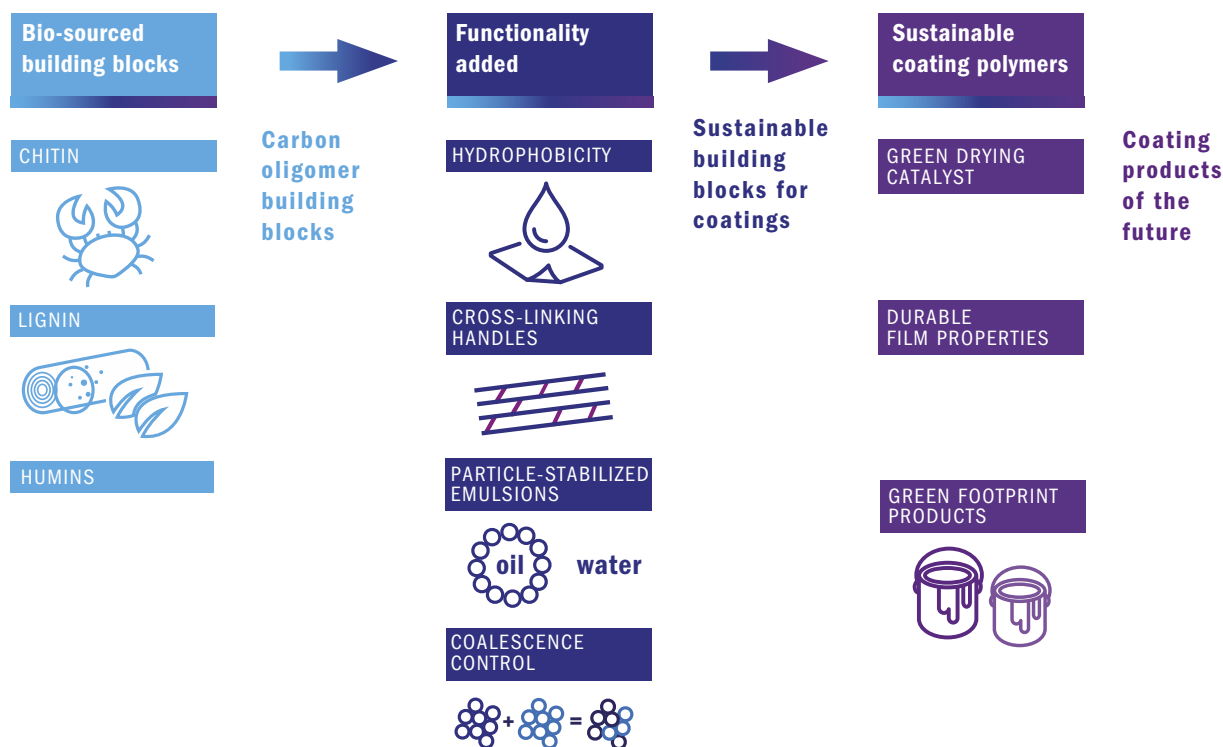 Bio-sourced
building blocks
CHITIN
LIGNIN
HUMINS
Carbon
oligomer
building
blocks
Functionality
added
HYDROPHOBICITY
CROSS-LINKING
HANDLES
PARTICLE-STABILIZED
EMULSIONS
oil water
COALESCENCE
CONTROL
+ =
Sustainable
building
blocks for
coatings
Sustainable
coating polymers
GREEN DRYING
CATALYST
DURABLE
FILM PROPERTIES
GREEN FOOTPRINT
PRODUCTS
Coating
products
of the
future